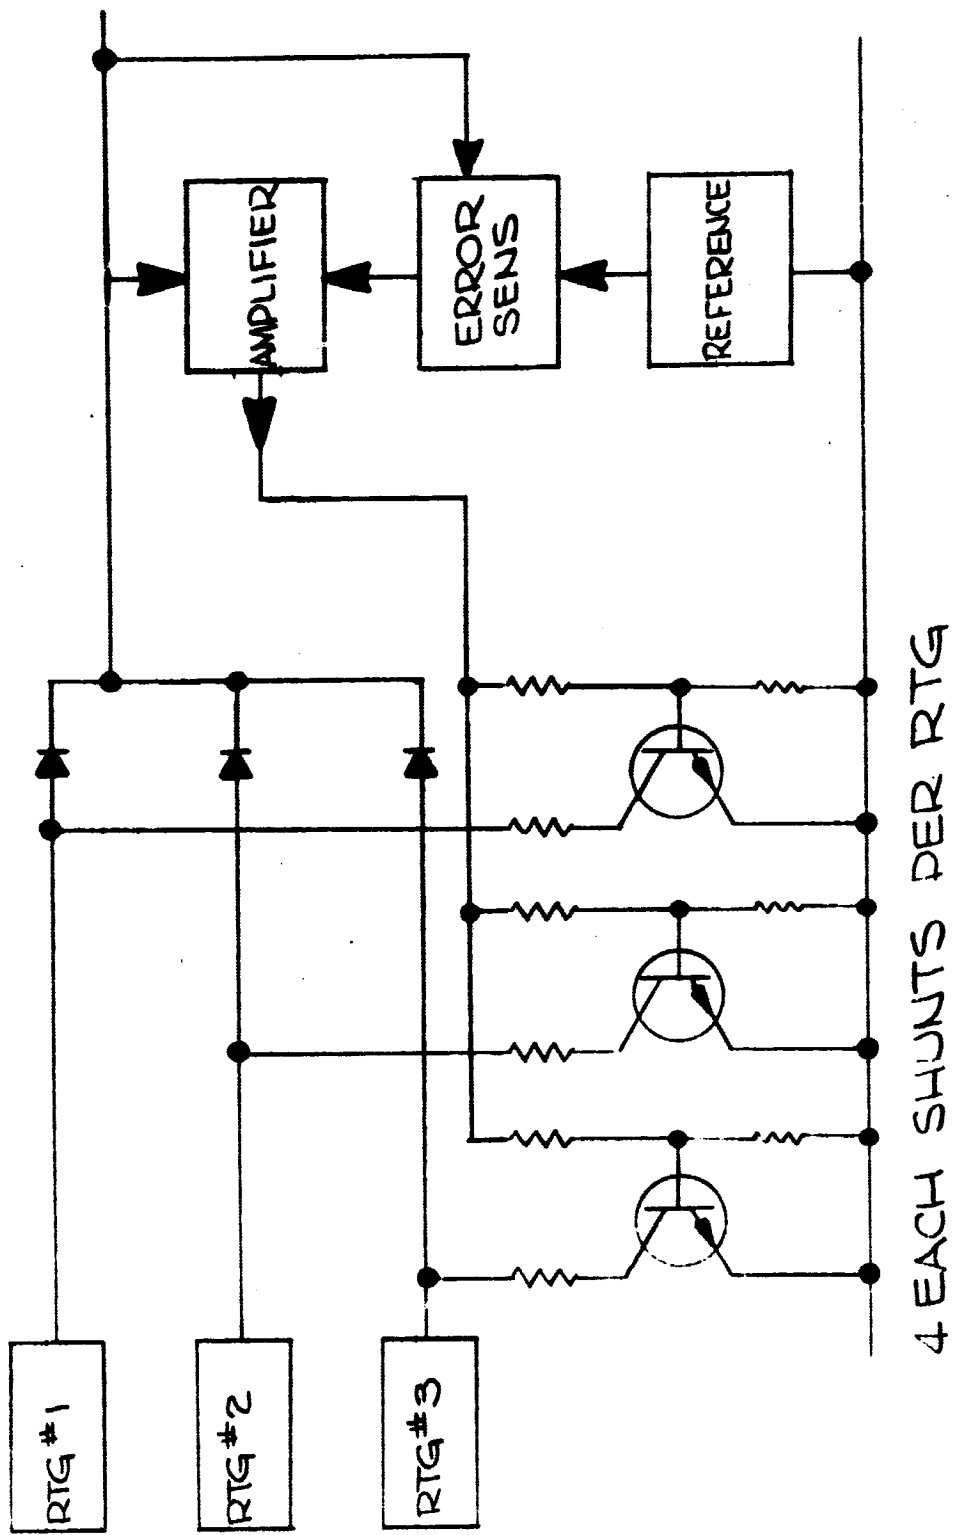 RTG #1
RTG #2
RTG #3
AMPLIFIER
ERROR
SENS
REFERENCE
4 EACH SHUNTS PER RTG